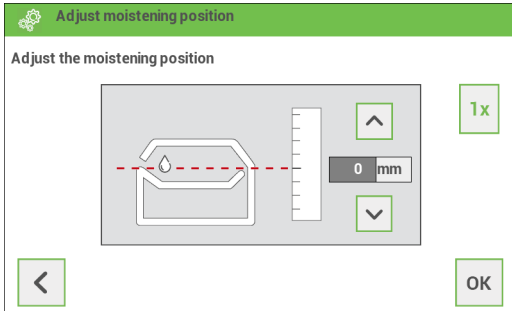 Adjust moistening position
Adjust the moistening position
1x
0 mm
OK